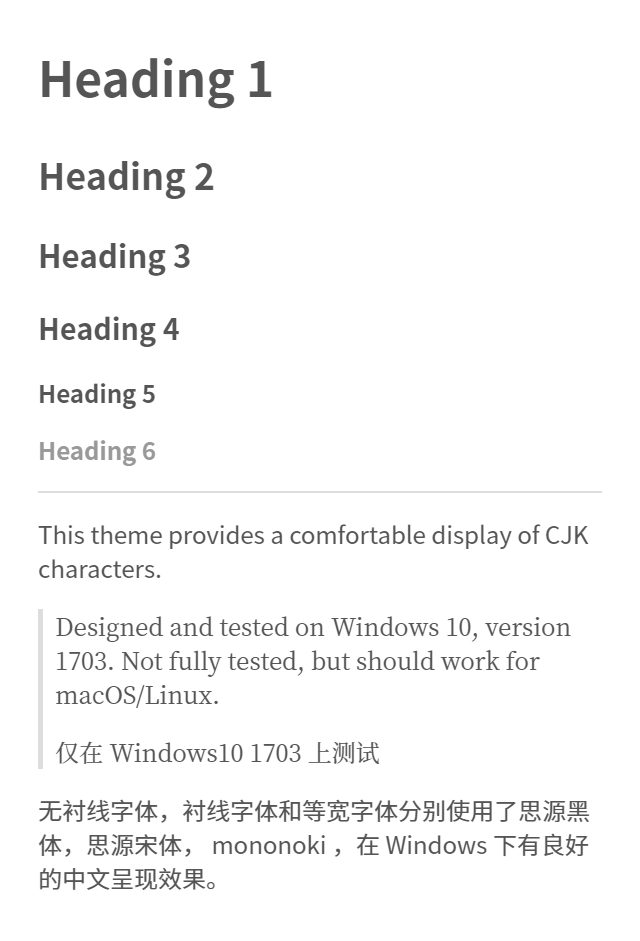 Heading 1
Heading 2
Heading 3
Heading 4
Heading 5
Heading 6
This theme provides a comfortable display of CJK
characters.
Designed and tested on Windows 10, version
1703. Not fully tested, but should work for
macOS/Linux.
仅在 Windows10 1703 上测试
无衬线字体，衬线字体和等宽字体分别使用了思源黑
体，思源宋体， mononoki ，在 Windows 下有良好
的中文呈现效果。